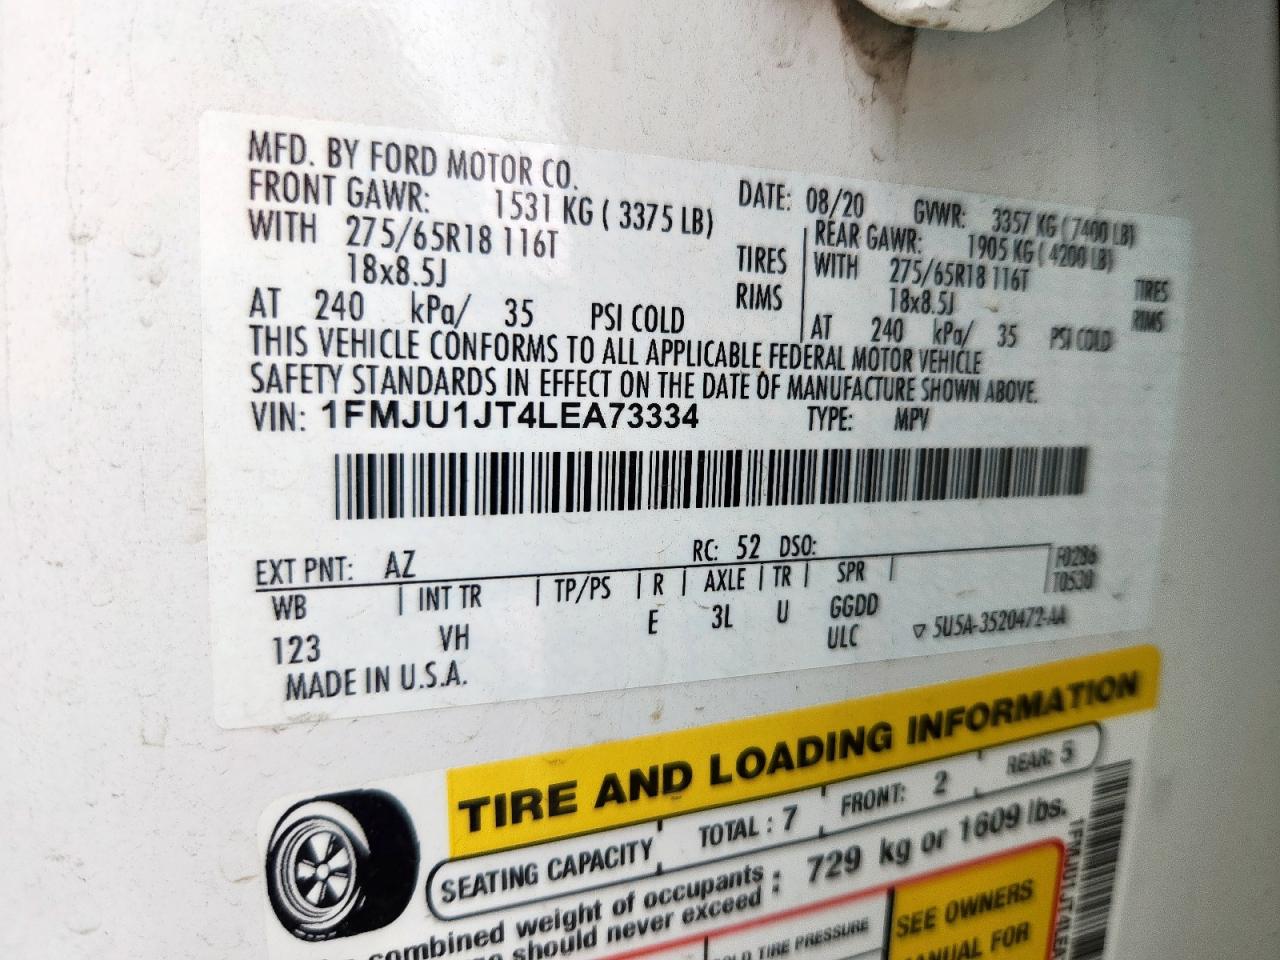 MFD. BY FORD MOTOR CO.
DATE: 08/20 GVWR: 3357 KG ( 7400 LB)
FRONT GAWR: 1531 KG ( 3375 LB)
WITH 275/65R18 116T TIRES
18x8.5J RIMS
AT 240 kPa/ 35 PSI COLD
REAR GAWR: 1905 KG ( 4200 LB)
WITH 275/65R18 116T TIRES
18x8.5J RIMS
AT 240 kPa/ 35 PSI COLD
THIS VEHICLE CONFORMS TO ALL APPLICABLE FEDERAL MOTOR VEHICLE
SAFETY STANDARDS IN EFFECT ON THE DATE OF MANUFACTURE SHOWN ABOVE.
VIN: 1FMJU1JT4LEA73334 TYPE: MPV
EXT PNT: AZ RC: 52 DSO:
WB | INT TR | TP/PS | R | AXLE | TR | SPR |
F0286
T0530
123 VH E 3L U GGDD
ULC ▽ 5U5A-3520472-AA
MADE IN U.S.A.
TIRE AND LOADING INFORMATION
SEATING CAPACITY TOTAL : 7 FRONT: 2 REAR: 5
combined weight of occupants : 729 kg or 1609 lbs.
should never exceed :
TIRE PRESSURE
SEE OWNERS
FOR
1FMJU1JT4LEA